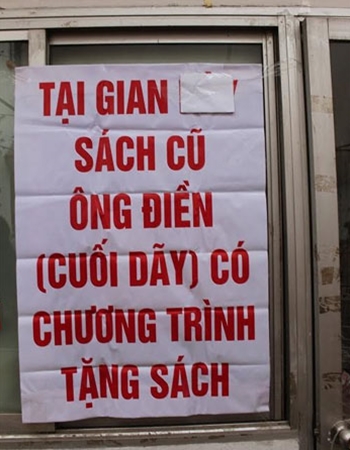 TẠI GIAN
SÁCH CŨ
ÔNG ĐIỀN
(CUỐI DÃY) CÓ
CHƯƠNG TRÌNH
TẶNG SÁCH